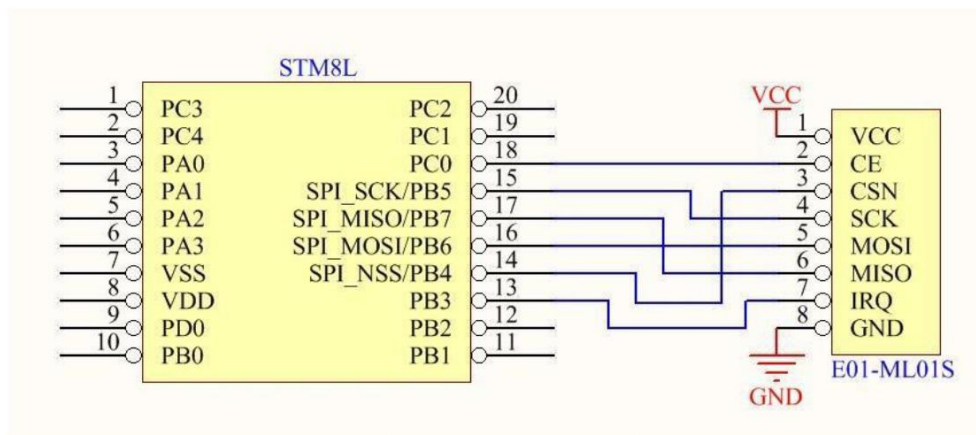 STM8L
1 PC3 PC2 20
2 PC4 PC1 19
3 PA0 PC0 18
4 PA1 SPI_SCK/PB5 15
5 PA2 SPI_MISO/PB7 17
6 PA3 SPI_MOSI/PB6 16
7 VSS SPI_NSS/PB4 14
8 VDD PB3 13
9 PD0 PB2 12
10 PB0 PB1 11
VCC
1 VCC
2 CE
3 CSN
4 SCK
5 MOSI
6 MISO
7 IRQ
8 GND
E01-ML01S
GND